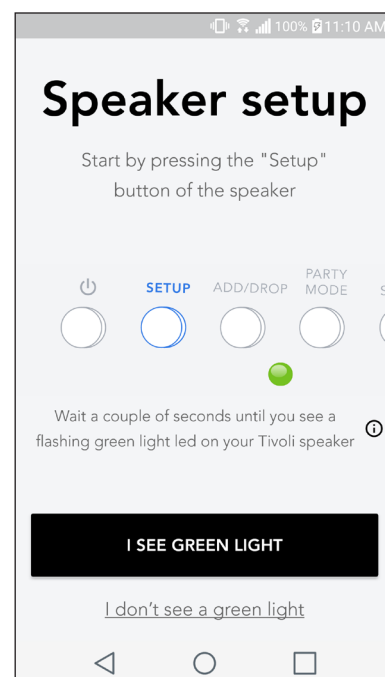 100% 11:10 AM
Speaker setup
Start by pressing the "Setup"
button of the speaker
SETUP ADD/DROP PARTY MODE S
Wait a couple of seconds until you see a
flashing green light led on your Tivoli speaker
I SEE GREEN LIGHT
I don't see a green light